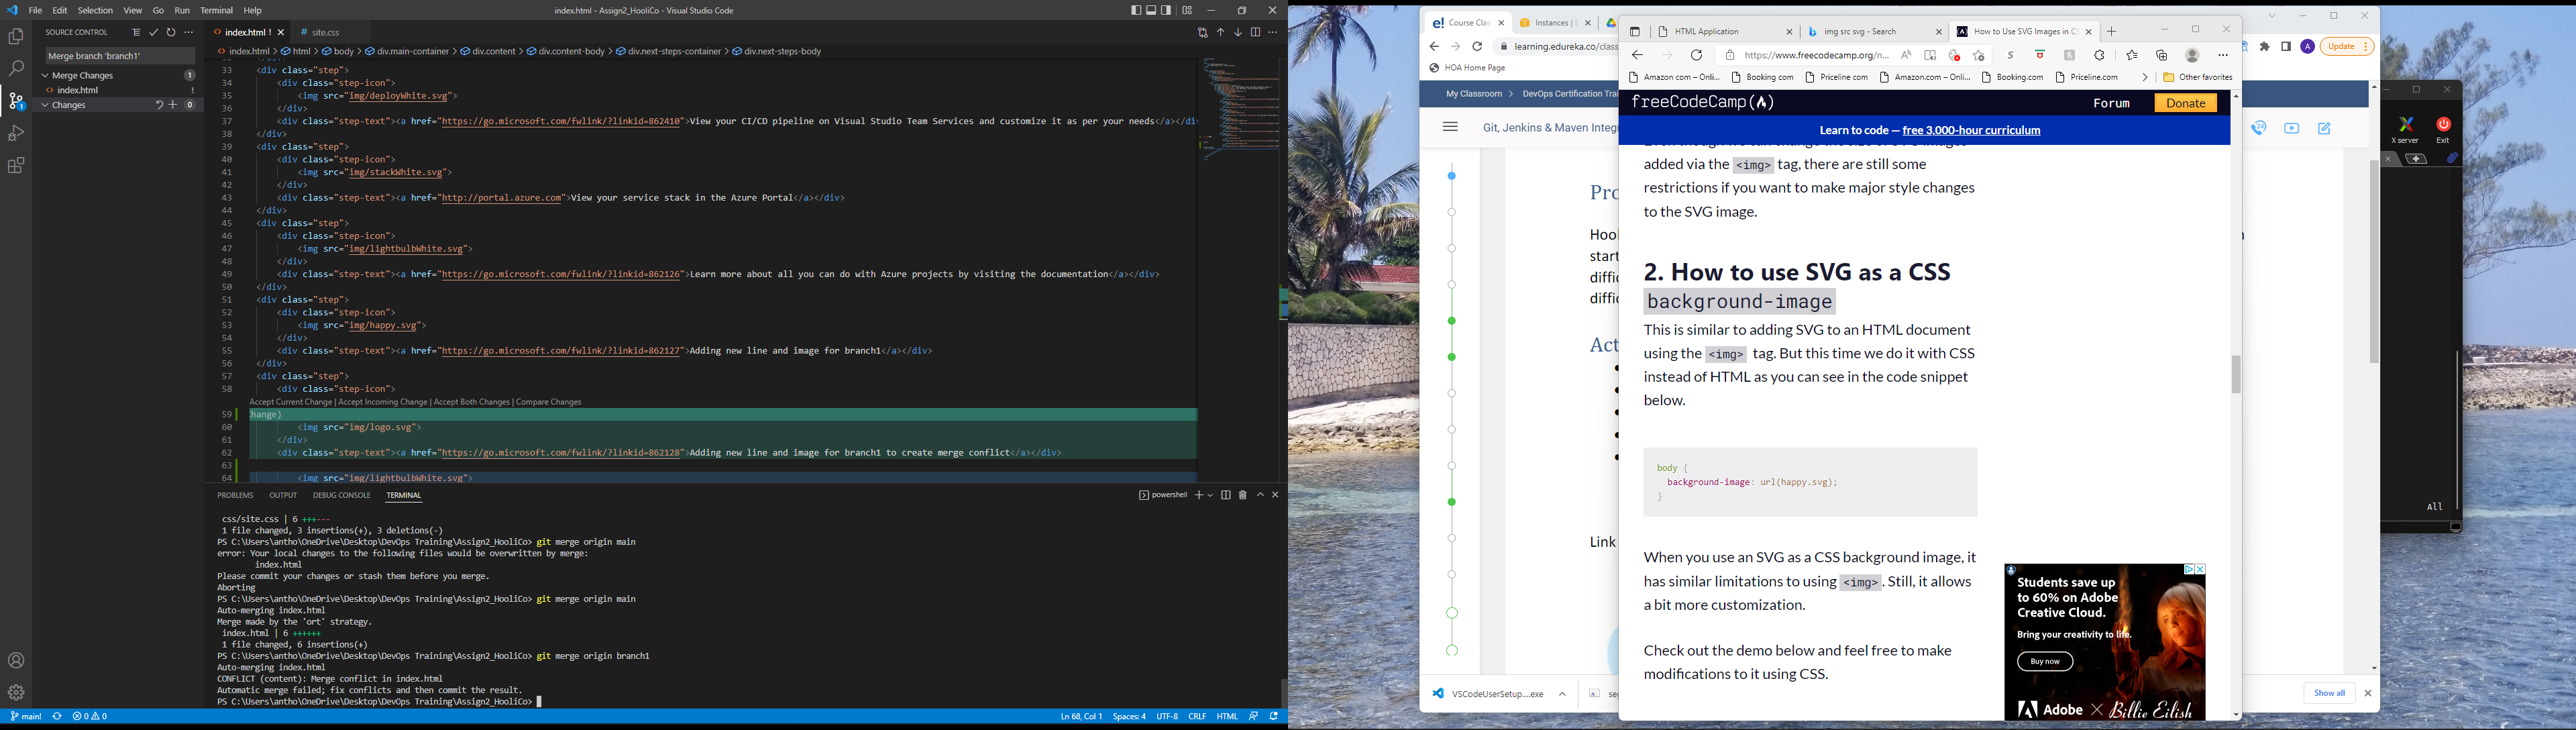 File Edit Selection View Go Run Terminal Help
index.html - Assign2_HooliCo - Visual Studio Code
SOURCE CONTROL
Merge branch 'branch1'
Merge Changes 1
index.html !
Changes 0
index.html ! site.css
index.html > html > body > div.main-container > div.content > div.content-body > div.next-steps-container > div.next-steps-body
33 <div class="step">
34 <div class="step-icon">
35 <img src="img/deployWhite.svg">
36 </div>
37 <div class="step-text"><a href="https://go.microsoft.com/fwlink/?linkid=862410">View your CI/CD pipeline on Visual Studio Team Services and customize it as per your needs</a></div
38 </div>
39 <div class="step">
40 <div class="step-icon">
41 <img src="img/stackWhite.svg">
42 </div>
43 <div class="step-text"><a href="http://portal.azure.com">View your service stack in the Azure Portal</a></div>
44 </div>
45 <div class="step">
46 <div class="step-icon">
47 <img src="img/lightbulbWhite.svg">
48 </div>
49 <div class="step-text"><a href="https://go.microsoft.com/fwlink/?linkid=862126">Learn more about all you can do with Azure projects by visiting the documentation</a></div>
50 </div>
51 <div class="step">
52 <div class="step-icon">
53 <img src="img/happy.svg">
54 </div>
55 <div class="step-text"><a href="https://go.microsoft.com/fwlink/?linkid=862127">Adding new line and image for branch1</a></div>
56 </div>
57 <div class="step">
58 <div class="step-icon">
Accept Current Change | Accept Incoming Change | Accept Both Changes | Compare Changes
59 hange)
60 <img src="img/logo.svg">
61 </div>
62 <div class="step-text"><a href="https://go.microsoft.com/fwlink/?linkid=862128">Adding new line and image for branch1 to create merge conflict</a></div>
63
64 <img src="img/lightbulbWhite.svg">
PROBLEMS OUTPUT DEBUG CONSOLE TERMINAL
powershell
css/site.css | 6 +++---
1 file changed, 3 insertions(+), 3 deletions(-)
PS C:\Users\antho\OneDrive\Desktop\DevOps Training\Assign2_HooliCo> git merge origin main
error: Your local changes to the following files would be overwritten by merge:
index.html
Please commit your changes or stash them before you merge.
Aborting
PS C:\Users\antho\OneDrive\Desktop\DevOps Training\Assign2_HooliCo> git merge origin main
Auto-merging index.html
Merge made by the 'ort' strategy.
index.html | 6 ++++++
1 file changed, 6 insertions(+)
PS C:\Users\antho\OneDrive\Desktop\DevOps Training\Assign2_HooliCo> git merge origin branch1
Auto-merging index.html
CONFLICT (content): Merge conflict in index.html
Automatic merge failed; fix conflicts and then commit the result.
PS C:\Users\antho\OneDrive\Desktop\DevOps Training\Assign2_HooliCo>
main! 0 0
Ln 68, Col 1 Spaces: 4 UTF-8 CRLF HTML
e! Course Clas Instances | E
learning.edureka.co/class
HOA Home Page
My Classroom > DevOps Certification Trai
Git, Jenkins & Maven Integr
Pro
Hool
start
diffic
diffic
Act
Link
VSCodeUserSetup....exe
Show all
A Update
24
HTML Application
img src svg - Search
How to Use SVG Images in CS
https://www.freecodecamp.org/n...
Amazon com – Onli... Booking com Priceline com Amazon.com – Onli... Booking.com Priceline.com Other favorites
freeCodeCamp
Forum Donate
Learn to code — free 3,000-hour curriculum
added via the <img> tag, there are still some
restrictions if you want to make major style changes
to the SVG image.
2. How to use SVG as a CSS
background-image
This is similar to adding SVG to an HTML document
using the <img> tag. But this time we do it with CSS
instead of HTML as you can see in the code snippet
below.
body {
background-image: url(happy.svg);
}
When you use an SVG as a CSS background image, it
has similar limitations to using <img>. Still, it allows
a bit more customization.
Check out the demo below and feel free to make
modifications to it using CSS.
Students save up
to 60% on Adobe
Creative Cloud.
Bring your creativity to life.
Buy now
Adobe × Billie Eilish
X server Exit
All